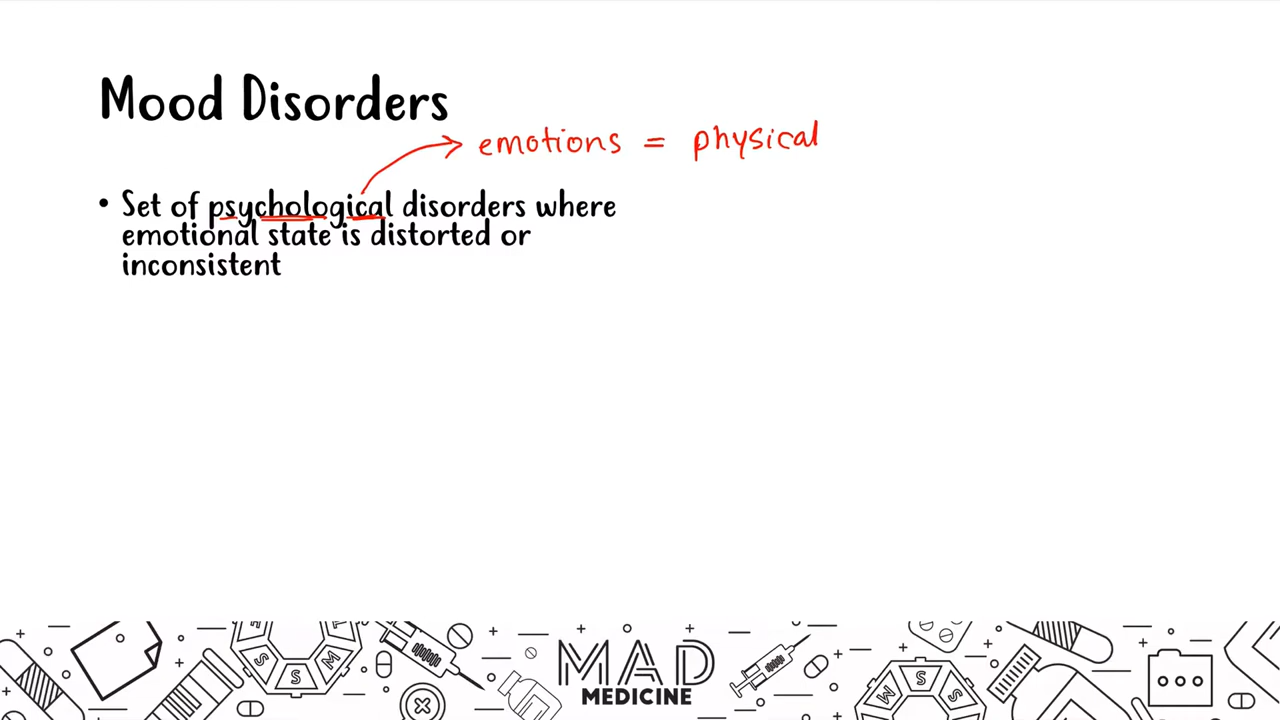 Mood Disorders
emotions = physical
• Set of psychological disorders where
emotional state is distorted or
inconsistent
MAD
MEDICINE
S
S
M
M
S
S